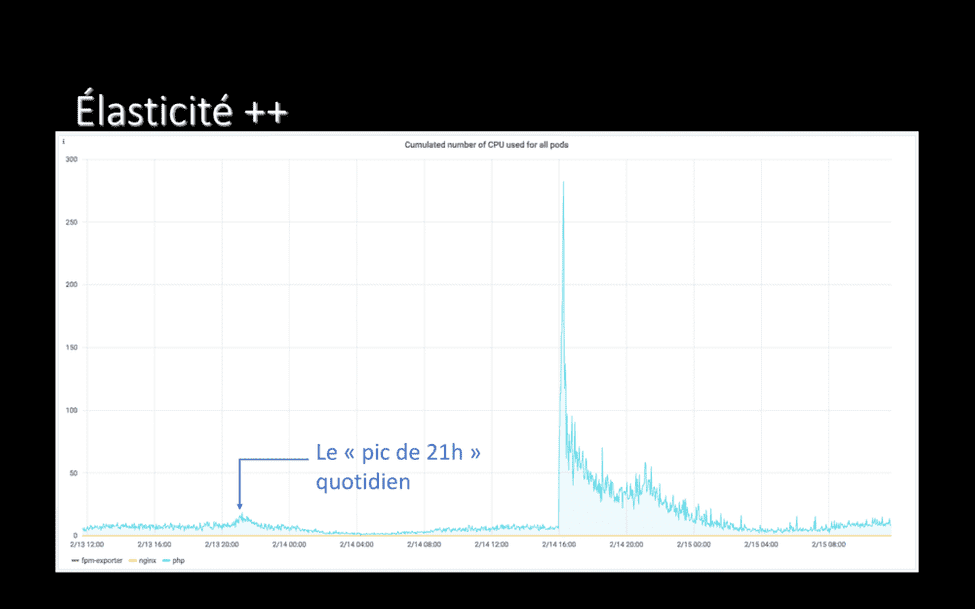 Élasticité ++
i
Cumulated number of CPU used for all pods
300
250
200
150
100
50
0
Le « pic de 21h »
quotidien
2/13 12:00 2/13 16:00 2/13 20:00 2/14 00:00 2/14 04:00 2/14 08:00 2/14 12:00 2/14 16:00 2/14 20:00 2/15 00:00 2/15 04:00 2/15 08:00
fpm-exporter nginx php